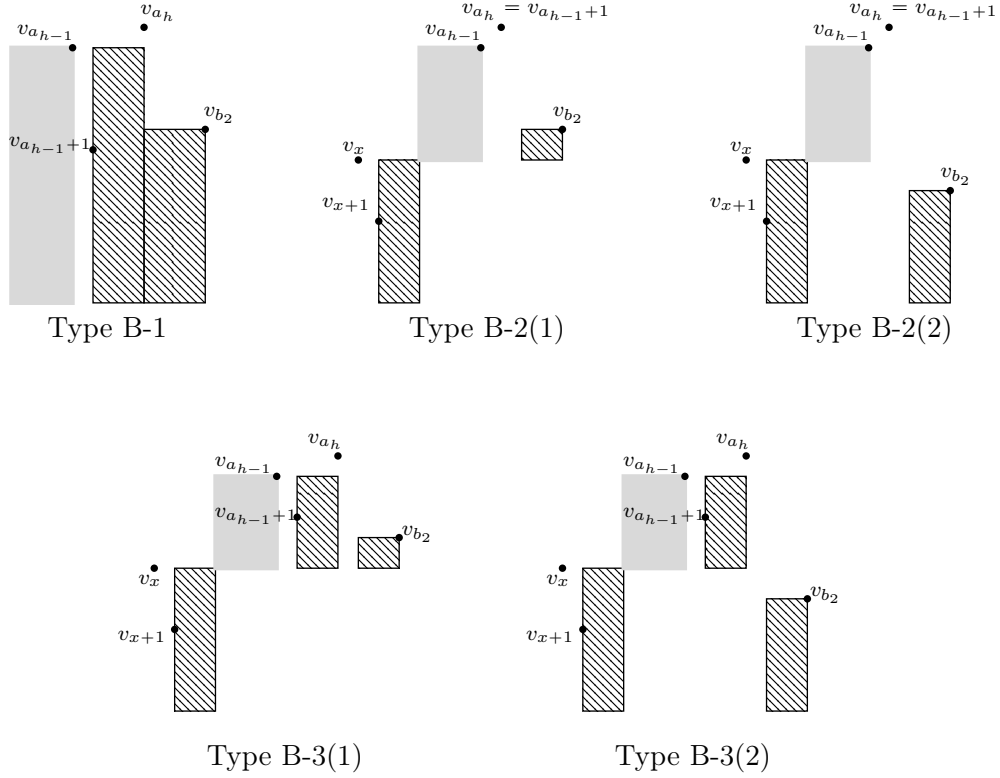 v_{a_h} v_{a_h} = v_{a_{h-1}+1} v_{a_h} = v_{a_{h-1}+1}
v_{a_{h-1}} v_{a_{h-1}} v_{a_{h-1}}
v_{b_2} v_{b_2}
v_{a_{h-1}+1} v_x v_x
v_{b_2}
v_{x+1} v_{x+1}
Type B-1 Type B-2(1) Type B-2(2)
v_{a_h} v_{a_h}
v_{a_{h-1}} v_{a_{h-1}}
v_{a_{h-1}+1} v_{a_{h-1}+1}
v_{b_2}
v_x v_x
v_{b_2}
v_{x+1} v_{x+1}
Type B-3(1) Type B-3(2)